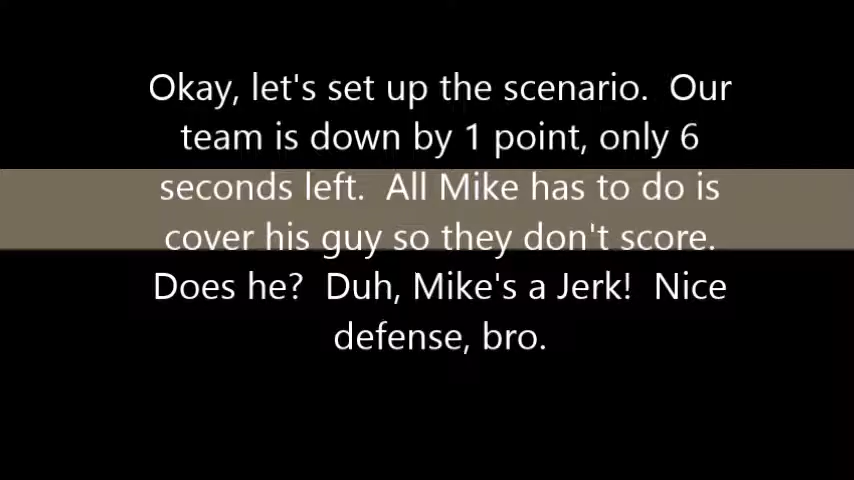 Okay, let's set up the scenario.  Our
team is down by 1 point, only 6
seconds left.  All Mike has to do is
cover his guy so they don't score.
Does he?  Duh, Mike's a Jerk!  Nice
defense, bro.